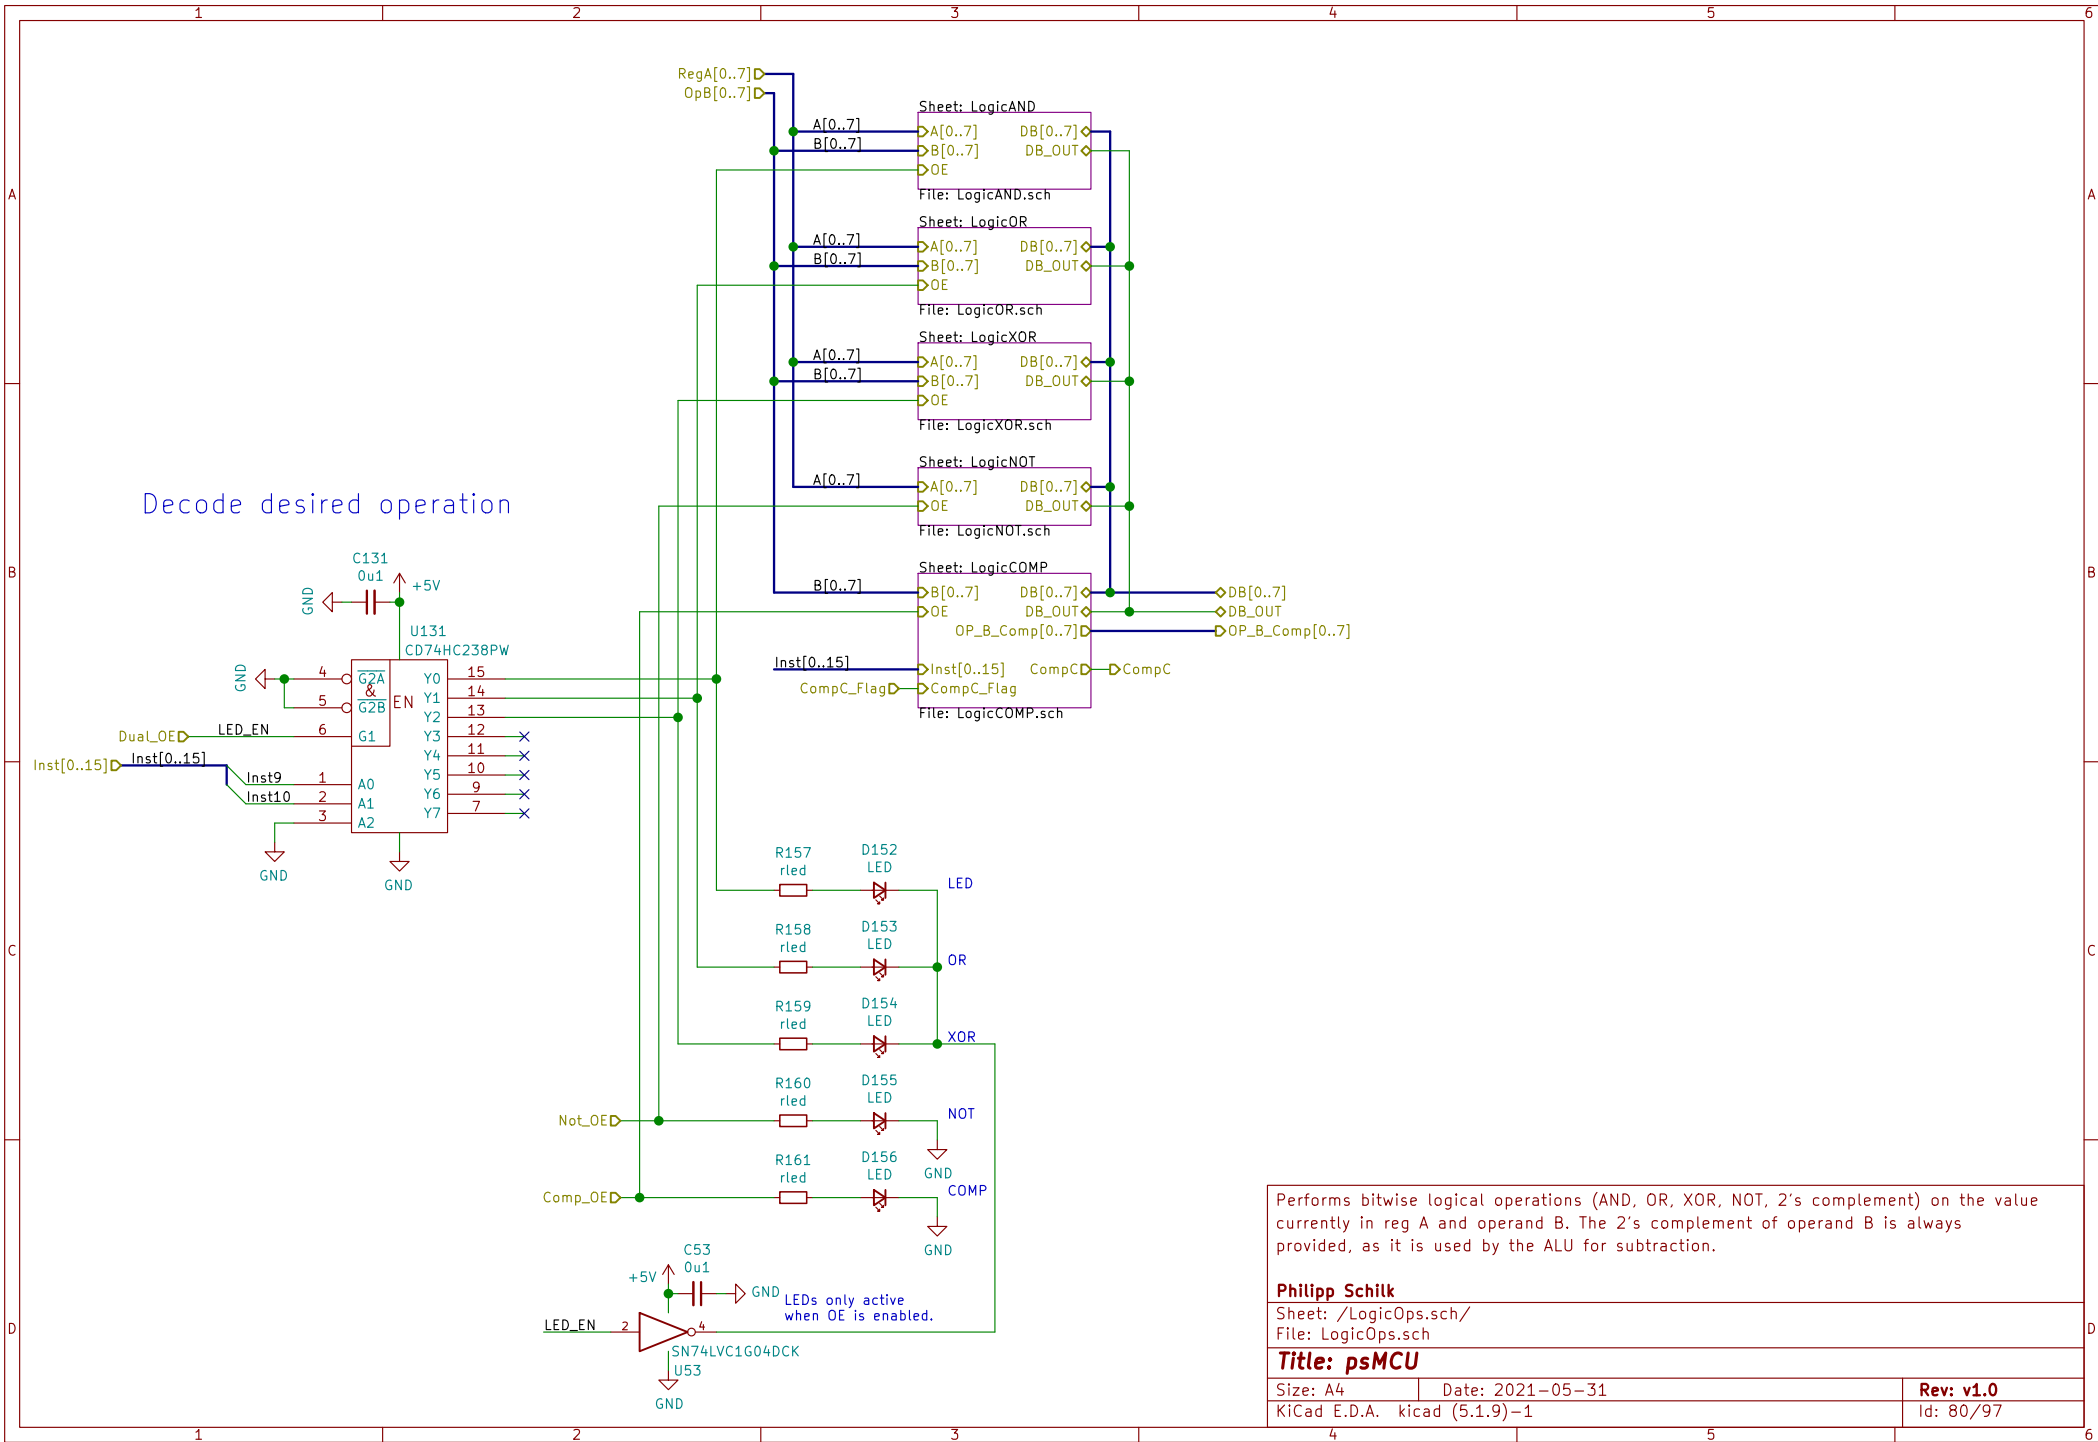 1 2 3 4 5 6
RegA[0..7]
OpB[0..7]
Sheet: LogicAND
A[0..7] A[0..7] DB[0..7]
B[0..7] B[0..7] DB_OUT
OE
File: LogicAND.sch
A A
Sheet: LogicOR
A[0..7] A[0..7] DB[0..7]
B[0..7] B[0..7] DB_OUT
OE
File: LogicOR.sch
Sheet: LogicXOR
A[0..7] A[0..7] DB[0..7]
B[0..7] B[0..7] DB_OUT
OE
File: LogicXOR.sch
Sheet: LogicNOT
A[0..7] A[0..7] DB[0..7]
OE DB_OUT
File: LogicNOT.sch
Decode desired operation
B B
Sheet: LogicCOMP
B[0..7] B[0..7] DB[0..7] DB[0..7]
OE DB_OUT DB_OUT
OP_B_Comp[0..7] OP_B_Comp[0..7]
Inst[0..15] Inst[0..15] CompC CompC
CompC_Flag CompC_Flag
File: LogicCOMP.sch
C131
0u1
GND
+5V
U131
CD74HC238PW
GND 4 G2A Y0 15
& EN
Y1 14
5 G2B Y2 13
Dual_OE LED_EN 6 G1 Y3 12
Y4 11
Inst[0..15] Inst[0..15]
Y5 10
Inst9 1 A0
Y6 9
Inst10 2 A1
Y7 7
3 A2
GND
GND
R157 D152
rled LED
LED
R158 D153
rled LED
OR
C C
R159 D154
rled LED
XOR
R160 D155
rled LED
Not_OE NOT
GND
R161 D156
rled LED
Comp_OE COMP
GND
C53
0u1
+5V
GND
LEDs only active
when OE is enabled.
LED_EN 2 4
SN74LVC1G04DCK
U53
GND
D D
Performs bitwise logical operations (AND, OR, XOR, NOT, 2's complement) on the value
currently in reg A and operand B. The 2's complement of operand B is always
provided, as it is used by the ALU for subtraction.
Philipp Schilk
Sheet: /LogicOps.sch/
File: LogicOps.sch
Title: psMCU
Size: A4 Date: 2021-05-31 Rev: v1.0
KiCad E.D.A. kicad (5.1.9)-1 Id: 80/97
1 2 3 4 5 6